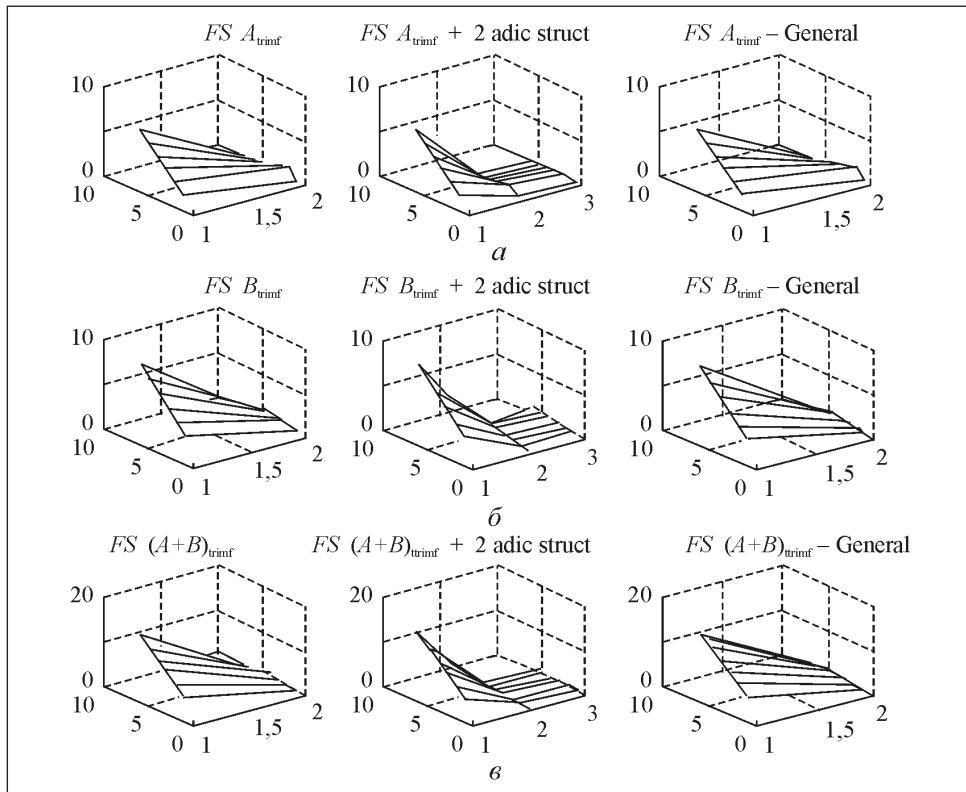 FS A_trimf FS A_trimf + 2 adic struct FS A_trimf – General
10 10 10
0 0 0
10 5 0 1 1,5 2 10 5 0 1 2 3 10 5 0 1 1,5 2
а
FS B_trimf FS B_trimf + 2 adic struct FS B_trimf – General
10 10 10
0 0 0
10 5 0 1 1,5 2 10 5 0 1 2 3 10 5 0 1 1,5 2
б
FS (A+B)_trimf FS (A+B)_ttrimf + 2 adic struct FS (A+B)_ttrimf – General
20 20 20
0 0 0
10 5 0 1 1,5 2 10 5 0 1 2 3 10 5 0 1 1,5 2
в